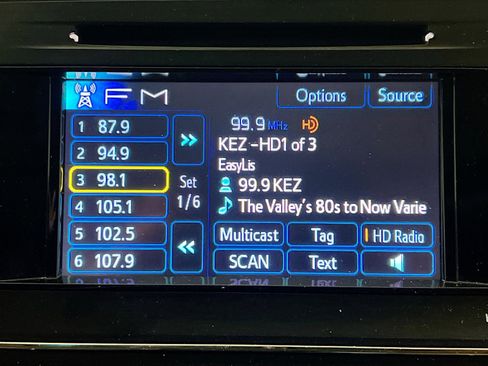 FM
Options
Source
1 87.9
2 94.9
3 98.1
4 105.1
5 102.5
6 107.9
Set
1/6
99.9 MHz HD
KEZ -HD1 of 3
EasyLis
99.9 KEZ
The Valley's 80s to Now Varie
Multicast
Tag
HD Radio
SCAN
Text